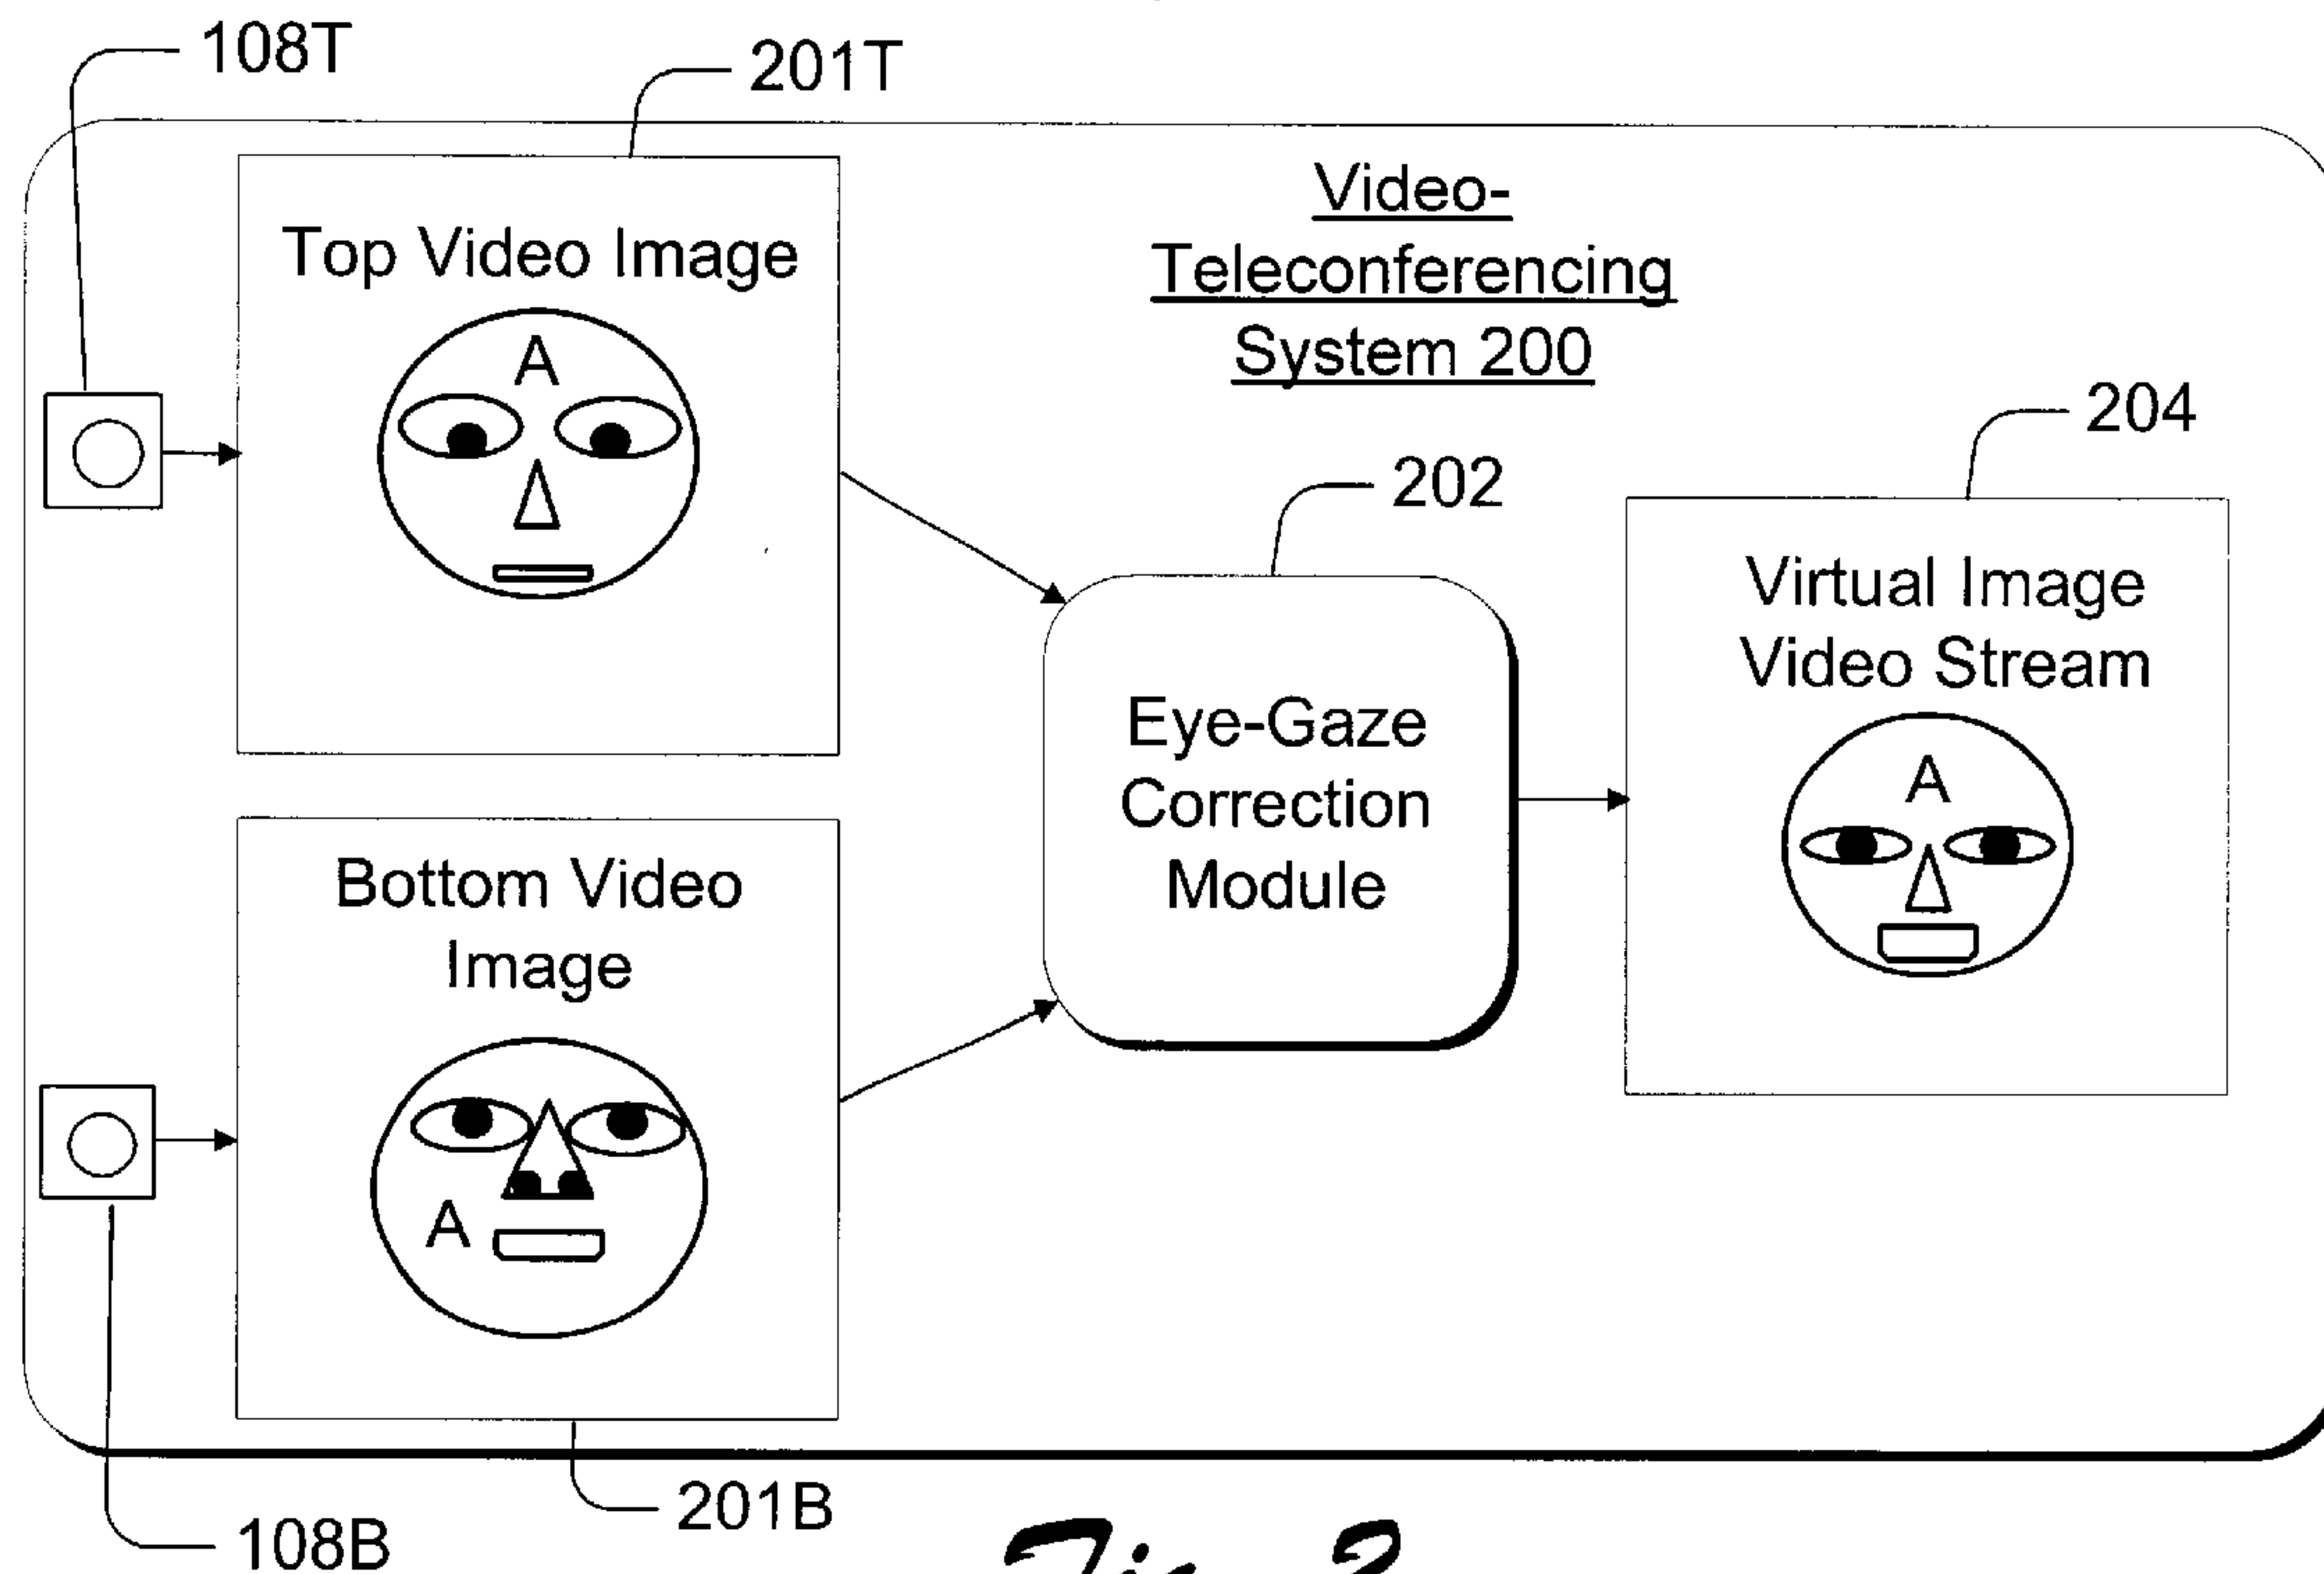 108T
201T
Video-
Teleconferencing
System 200
Top Video Image
A
204
202
Virtual Image
Video Stream
A
Eye-Gaze
Correction
Module
Bottom Video
Image
A
201B
108B